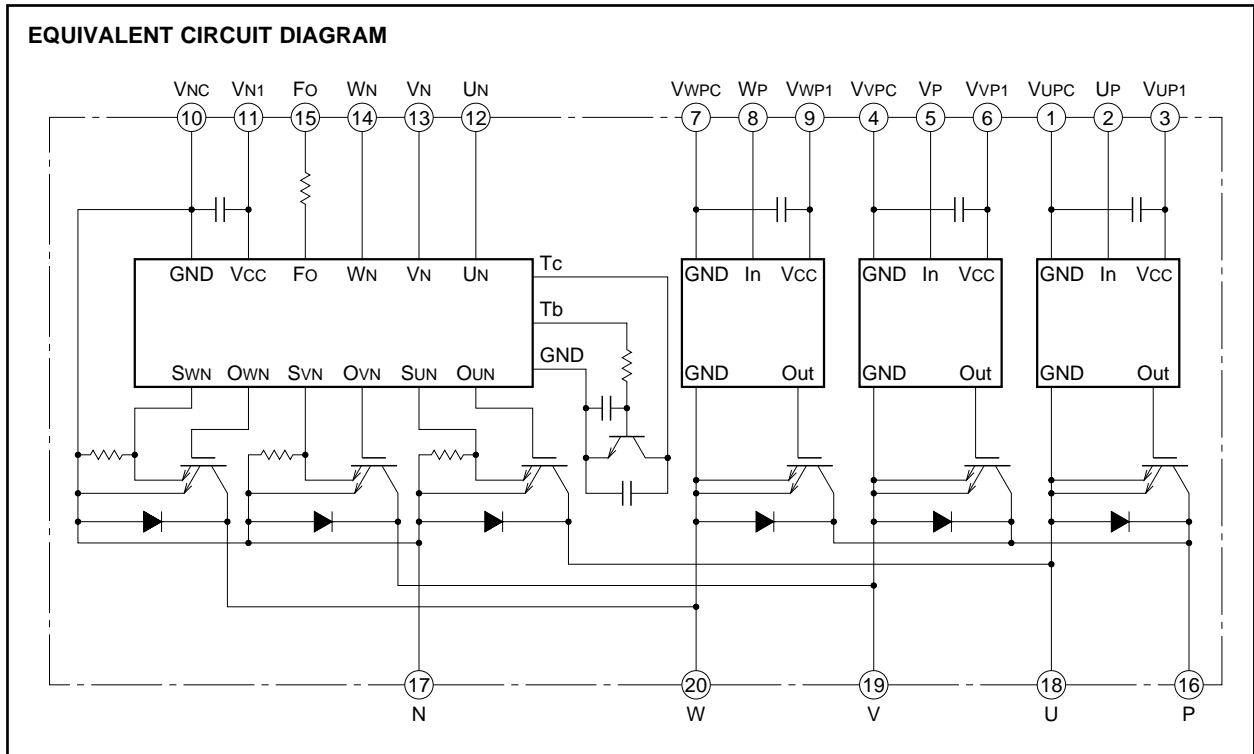 EQUIVALENT CIRCUIT DIAGRAM
VNC VN1 FO WN VN UN VWPC WP VWP1 VVPC VP VVP1 VUPC UP VUP1
10 11 15 14 13 12 7 8 9 4 5 6 1 2 3
GND VCC FO WN VN UN Tc GND In VCC GND In VCC GND In VCC
Tb
GND
SWN OWN SVN OVN SUN OUN GND Out GND Out GND Out
17 20 19 18 16
N W V U P